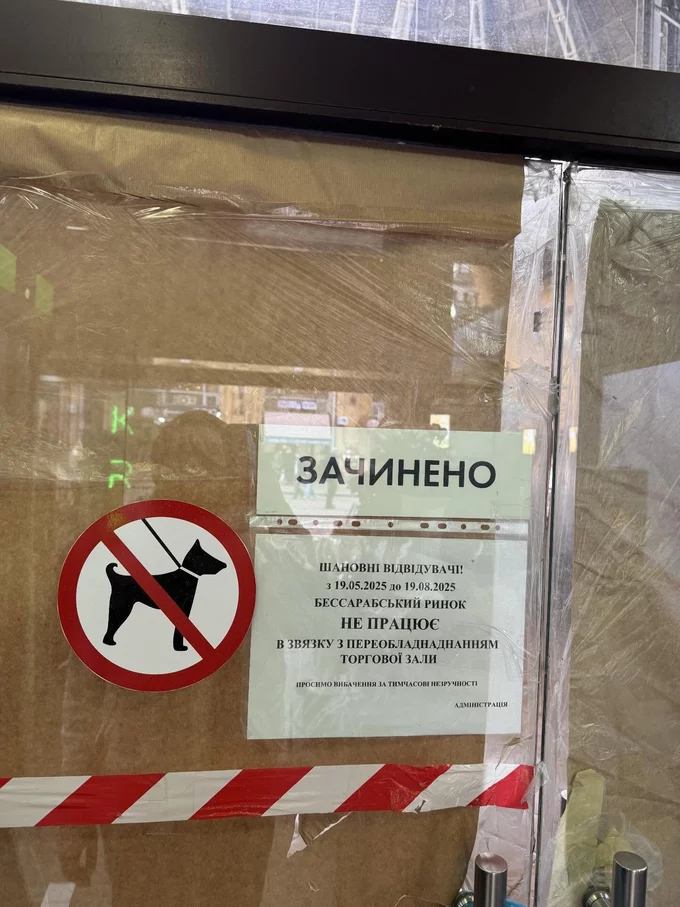 ЗАЧИНЕНО
ШАНОВНІ ВІДВІДУВАЧІ!
з 19.05.2025 до 19.08.2025
БЕССАРАБСЬКИЙ РИНОК
НЕ ПРАЦЮЄ
В ЗВЯЗКУ З ПЕРЕОБЛАДНАДНАННЯМ
ТОРГОВОЇ ЗАЛИ
ПРОСИМО ВИБАЧЕННЯ ЗА ТИМЧАСОВІ НЕЗРУЧНОСТІ
АДМІНІСТРАЦІЯ